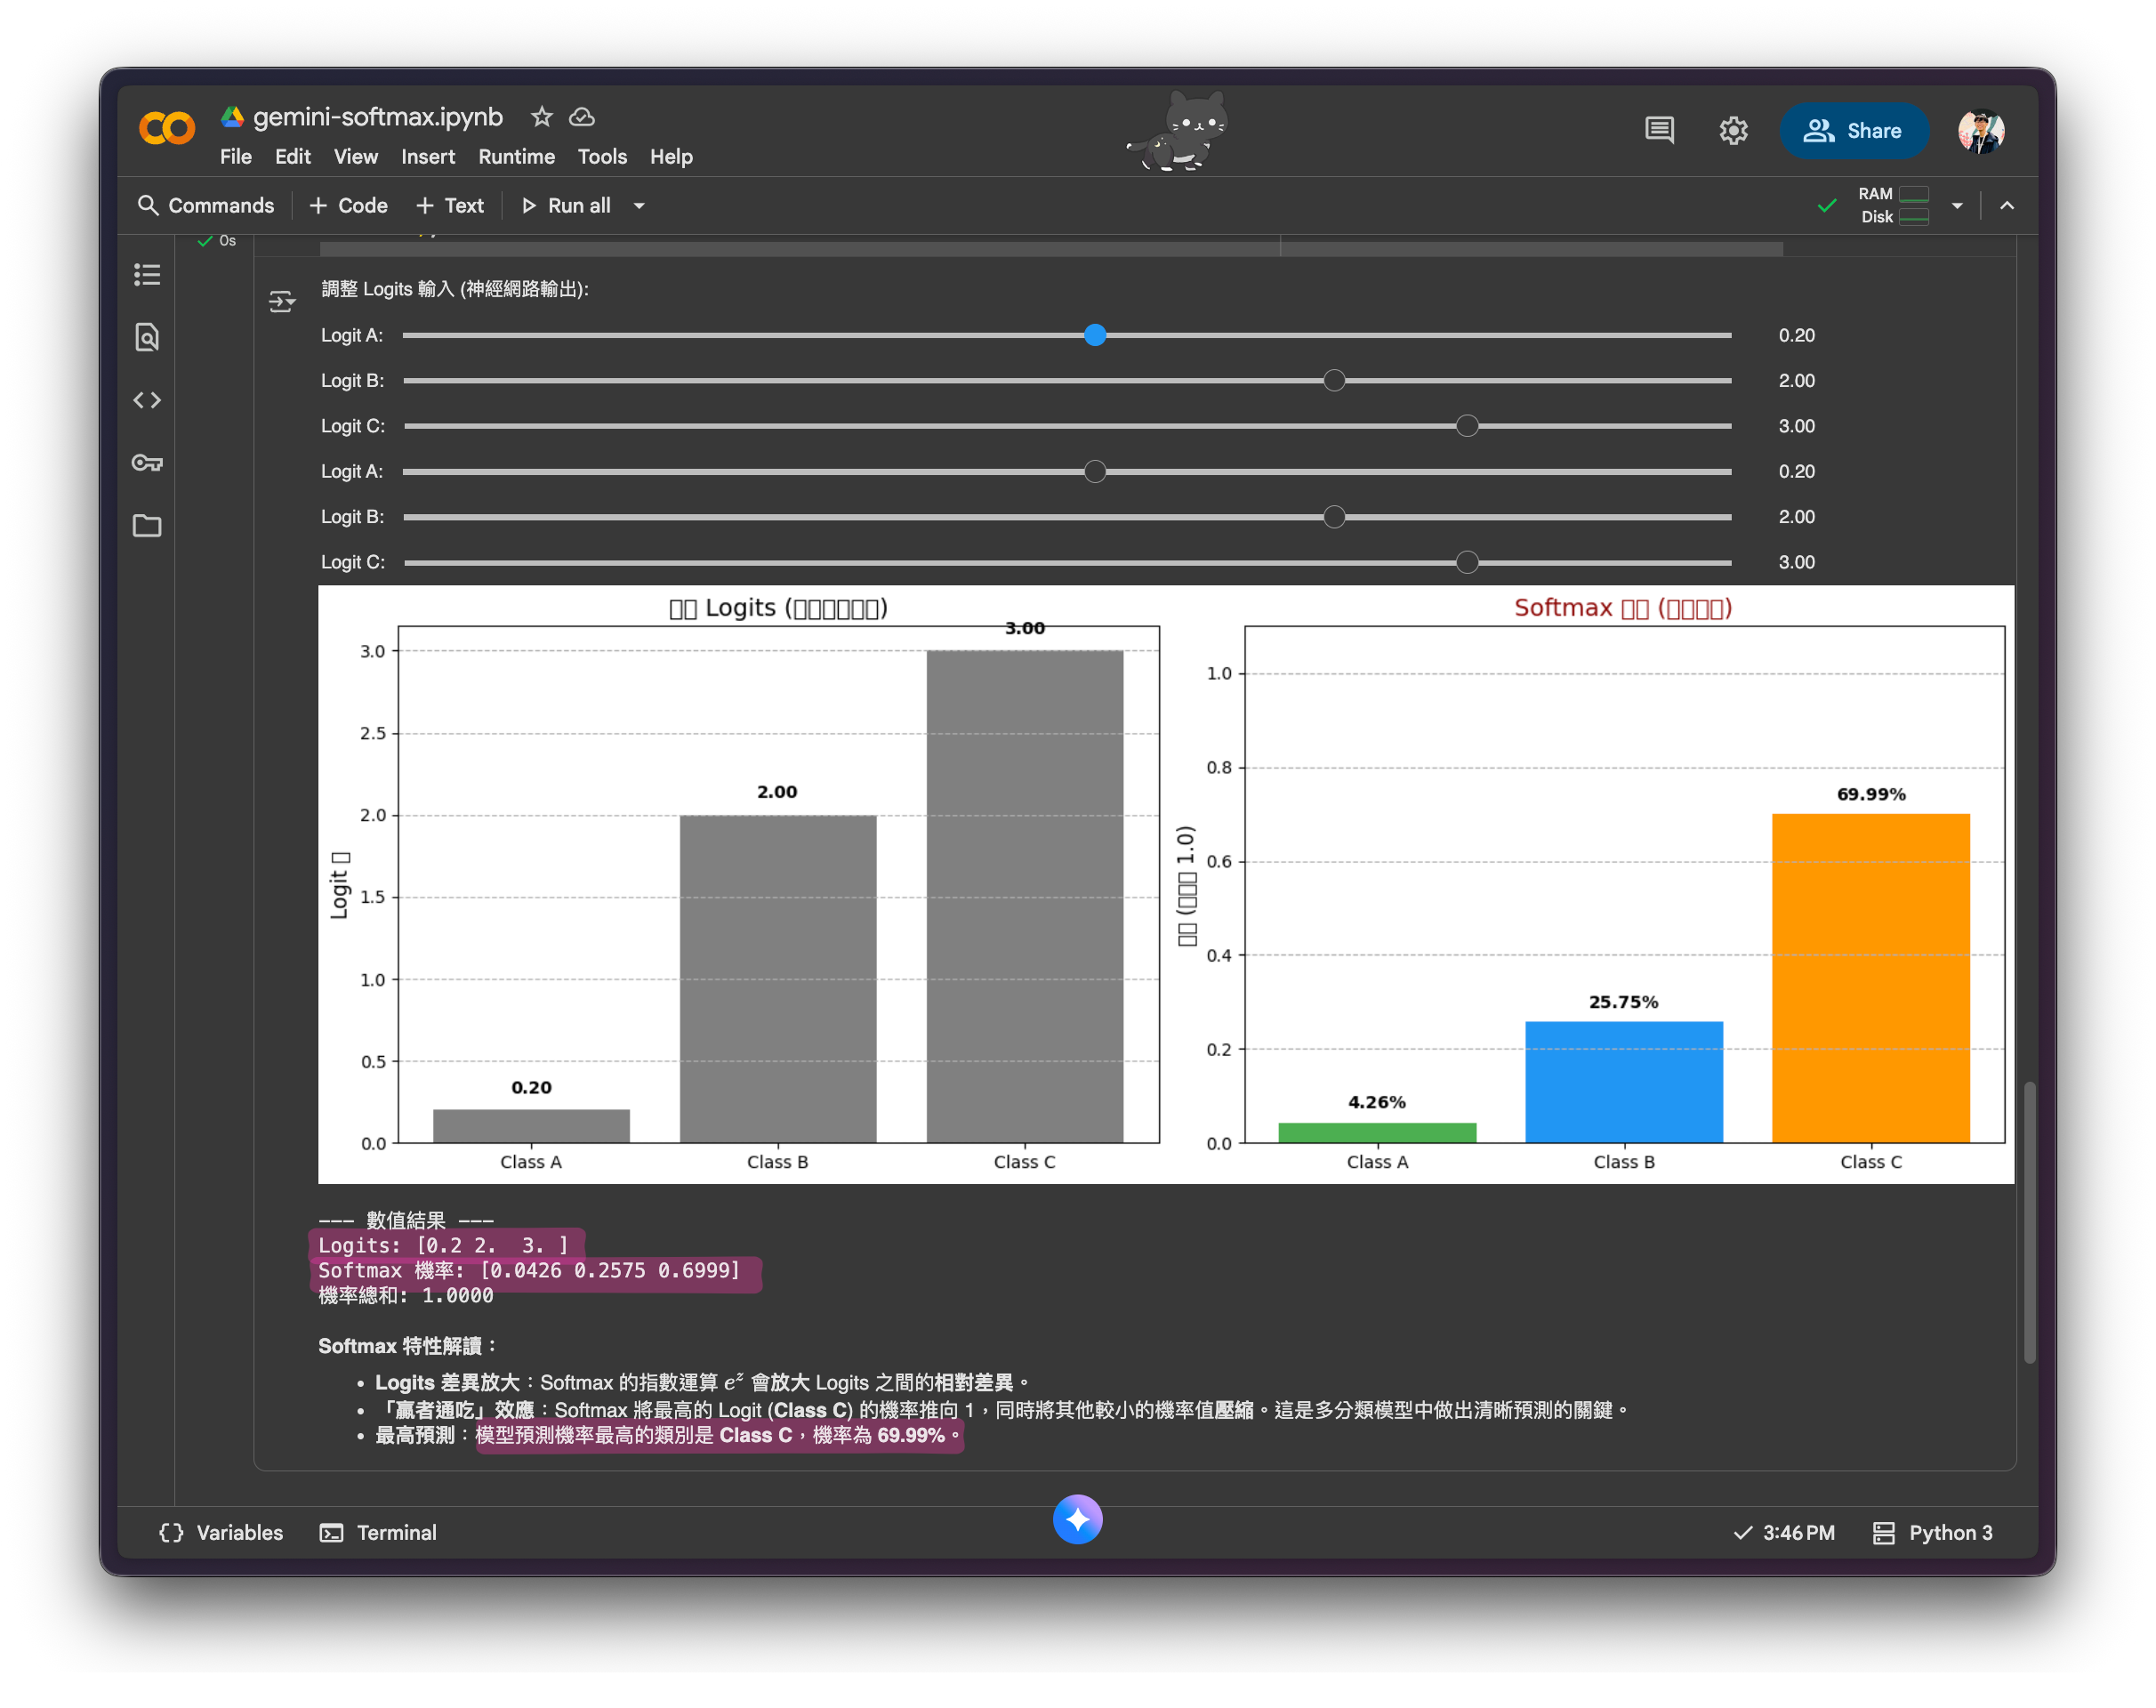 gemini-softmax.ipynb
File Edit View Insert Runtime Tools Help
Share
Commands + Code + Text Run all
RAM
Disk
0s
調整 Logits 輸入 (神經網路輸出):
Logit A: 0.20
Logit B: 2.00
Logit C: 3.00
Logit A: 0.20
Logit B: 2.00
Logit C: 3.00
Logits
3.0
2.5
2.0
1.5
1.0
0.5
0.0
Logit
0.20
2.00
3.00
Class A Class B Class C
Softmax
1.0
0.8
0.6
0.4
0.2
0.0
1.0)
4.26%
25.75%
69.99%
Class A Class B Class C
--- 數值結果 ---
Logits: [0.2 2.  3. ]
Softmax 機率: [0.0426 0.2575 0.6999]
機率總和: 1.0000
Softmax 特性解讀：
• Logits 差異放大：Softmax 的指數運算 e^z 會放大 Logits 之間的相對差異。
• 「贏者通吃」效應：Softmax 將最高的 Logit (Class C) 的機率推向 1，同時將其他較小的機率值壓縮。這是多分類模型中做出清晰預測的關鍵。
• 最高預測：模型預測機率最高的類別是 Class C，機率為 69.99%。
Variables Terminal
3:46 PM Python 3